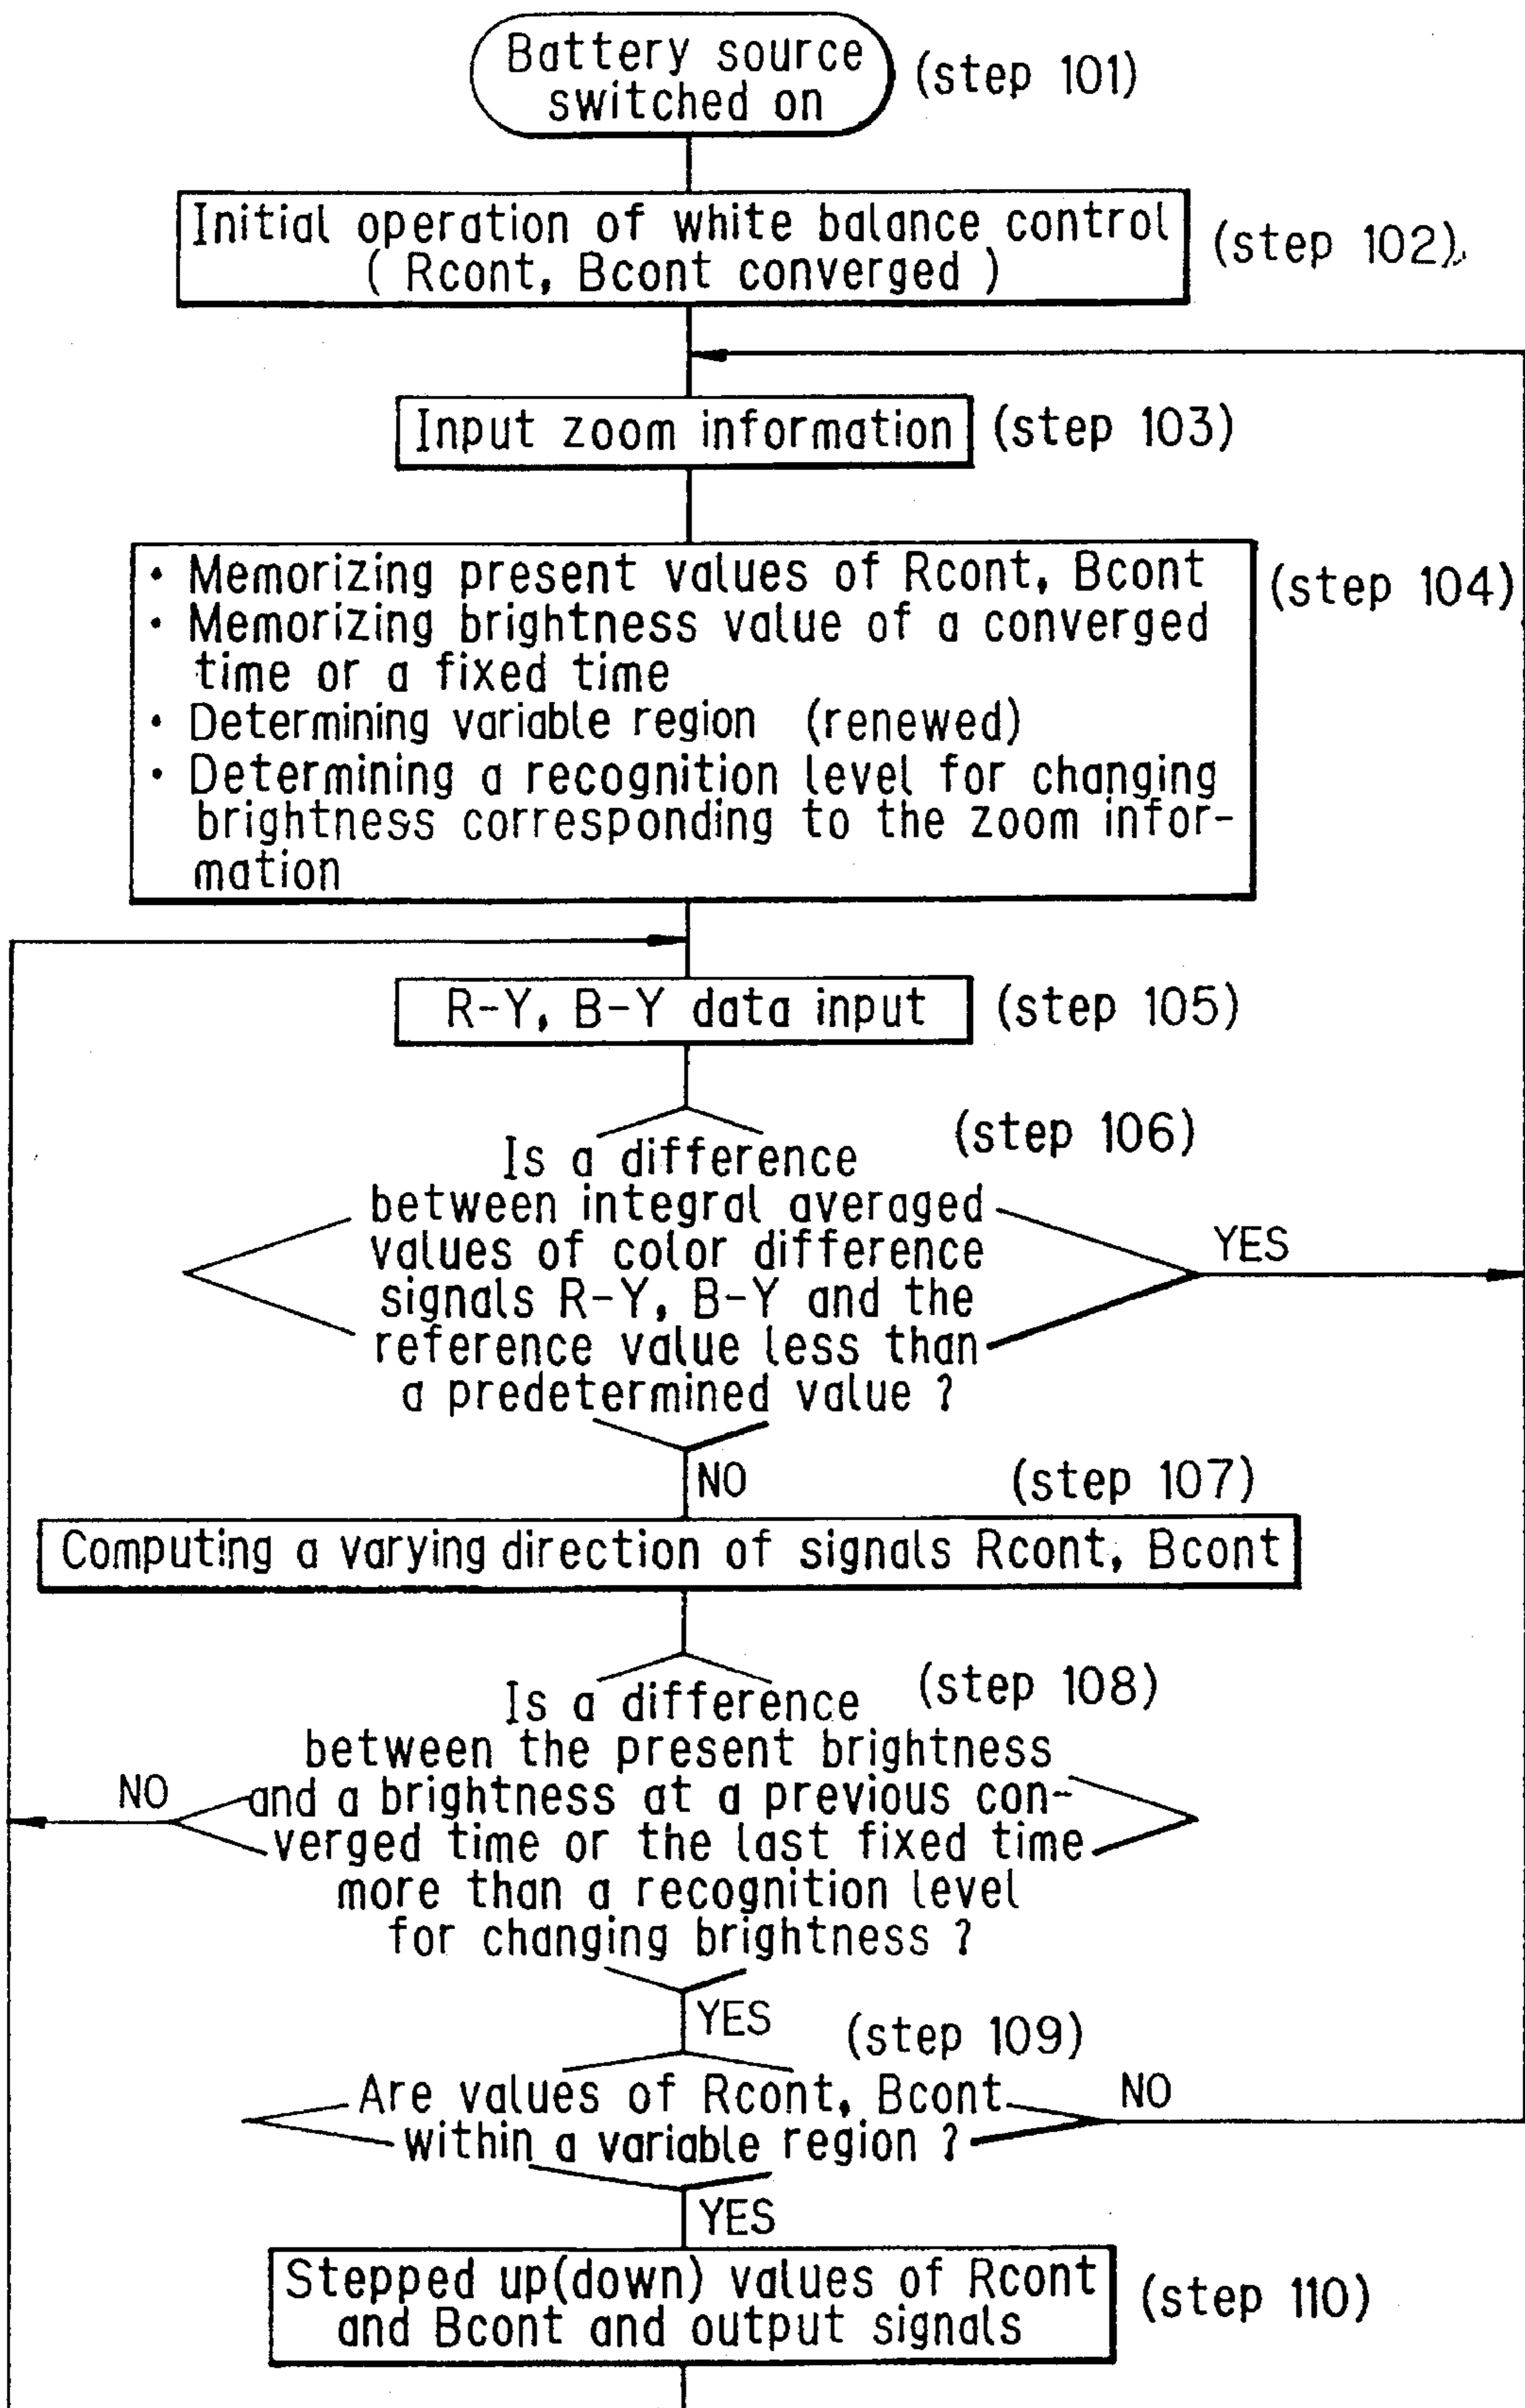 Battery source
switched on
(step 101)
Initial operation of white balance control
( Rcont, Bcont converged )
(step 102)
Input zoom information
(step 103)
• Memorizing present values of Rcont, Bcont
• Memorizing brightness value of a converged
time or a fixed time
• Determining variable region (renewed)
• Determining a recognition level for changing
brightness corresponding to the zoom infor-
mation
(step 104)
R-Y, B-Y data input
(step 105)
(step 106)
Is a difference
between integral averaged
values of color difference
signals R-Y, B-Y and the
reference value less than
a predetermined value ?
YES
NO
(step 107)
Computing a varying direction of signals Rcont, Bcont
(step 108)
Is a difference
between the present brightness
and a brightness at a previous con-
verged time or the last fixed time
more than a recognition level
for changing brightness ?
NO
YES
(step 109)
Are values of Rcont, Bcont
within a variable region ?
NO
YES
Stepped up(down) values of Rcont
and Bcont and output signals
(step 110)